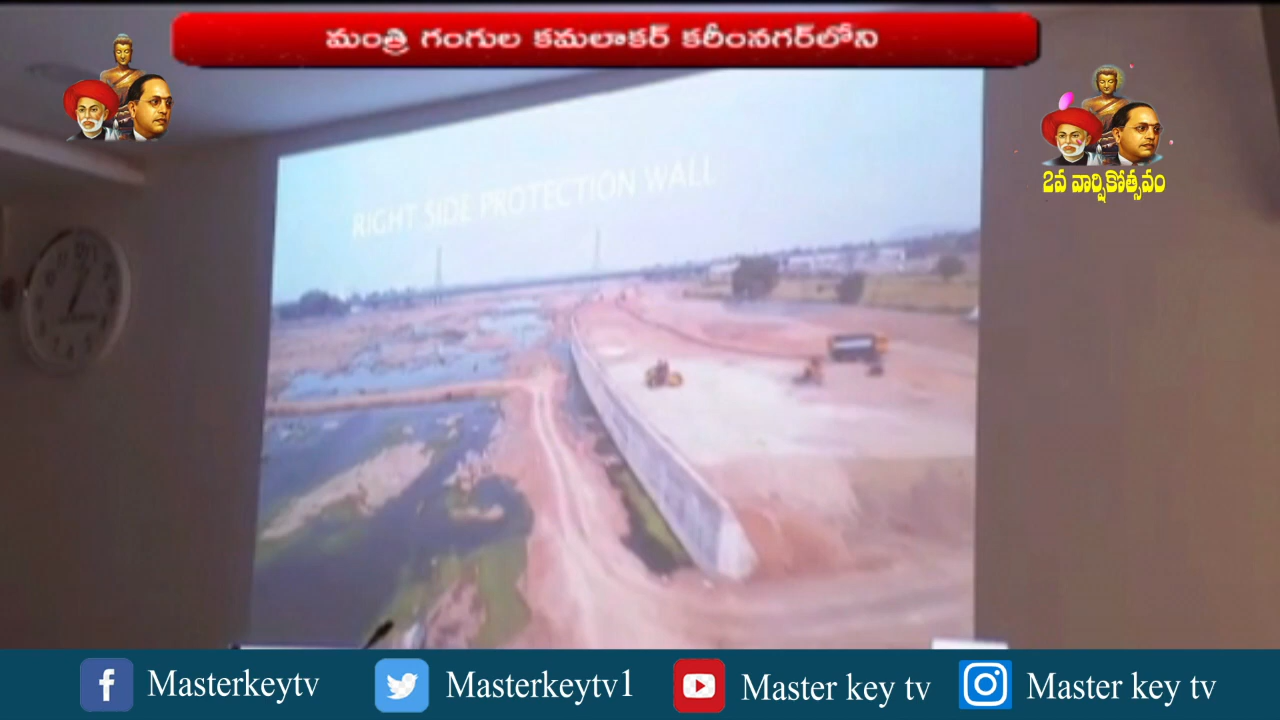 మంత్రి గంగుల కమలాకర్ కరీంనగర్‌లోని
2వ వార్షికోత్సవం
RIGHT SIDE PROTECTION WALL
Masterkeytv
Masterkeytv1
Master key tv
Master key tv